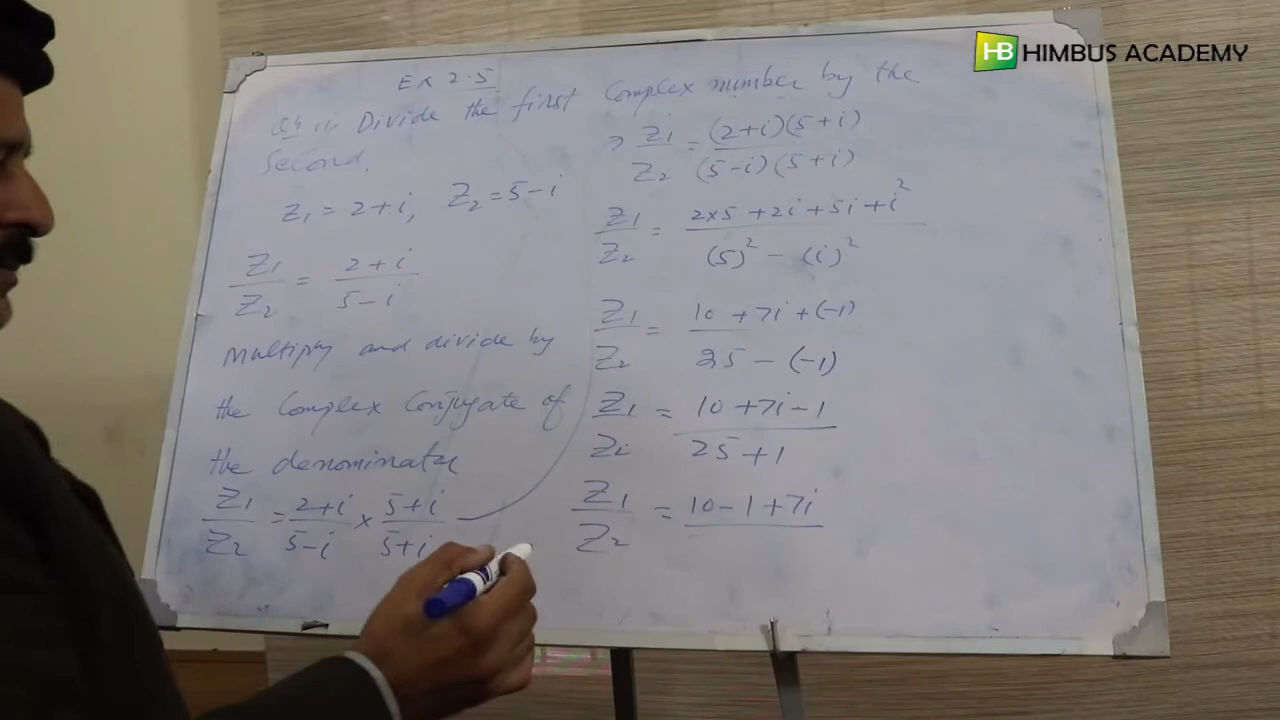 HB HIMBUS ACADEMY
EX 2.5
Q4 (i) Divide the first Complex number by the
Second.
Z₁ = 2+i, Z₂ = 5-i
Z₁/Z₂ = 2+i/5-i
Multiply and divide by
the Complex Conjugate of
the denominator
Z₁/Z₂ = 2+i/5-i × 5+i/5+i
Z₁/Z₂ = (2+i)(5+i)/(5-i)(5+i)
Z₁/Z₂ = 2×5+2i+5i+i²/(5)²-(i)²
Z₁/Z₂ = 10+7i+(-1)/25-(-1)
Z₁/Zi = 10+7i-1/25+1
Z₁/Z₂ = 10-1+7i